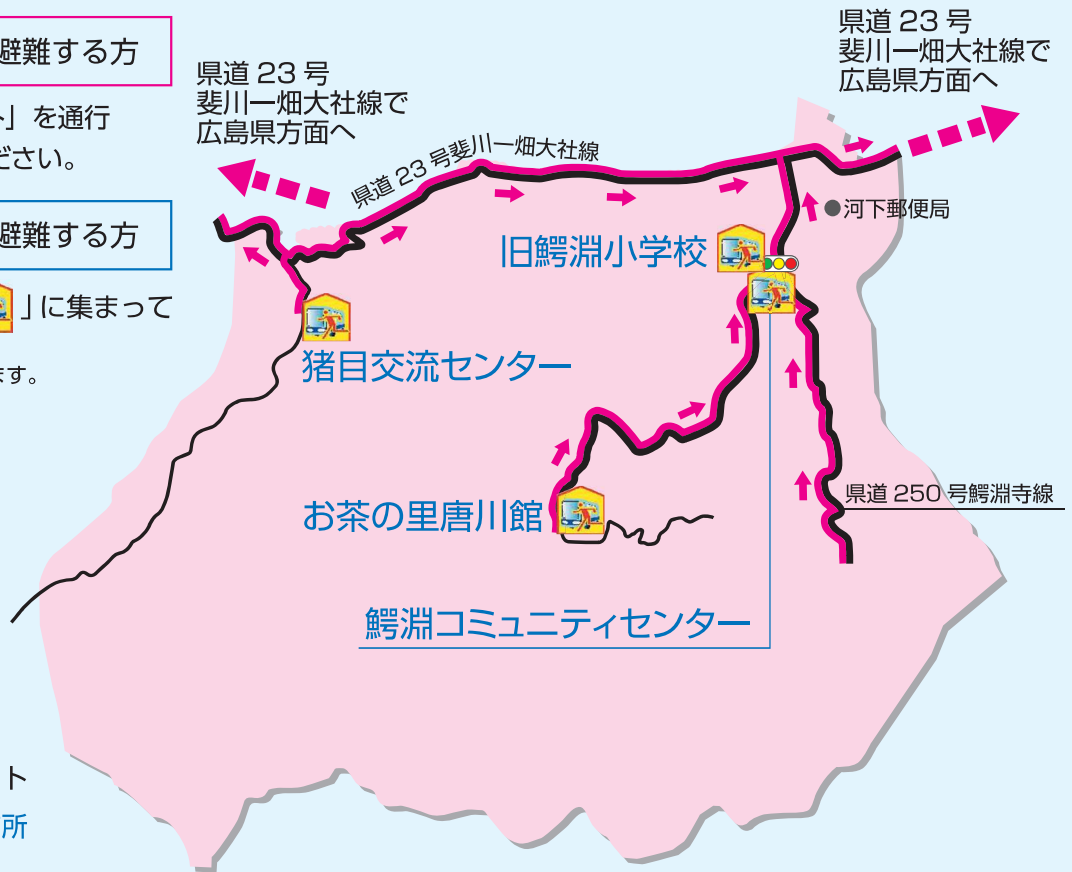 避難する方
」を通行
ださい。
避難する方
」に集まって
ます。
県道 23 号
斐川一畑大社線で
広島県方面へ
県道 23 号
斐川一畑大社線で
広島県方面へ
県道 23 号斐川一畑大社線
河下郵便局
旧鰐淵小学校
猪目交流センター
お茶の里唐川館
県道 250 号鰐淵寺線
鰐淵コミュニティセンター
ト
所